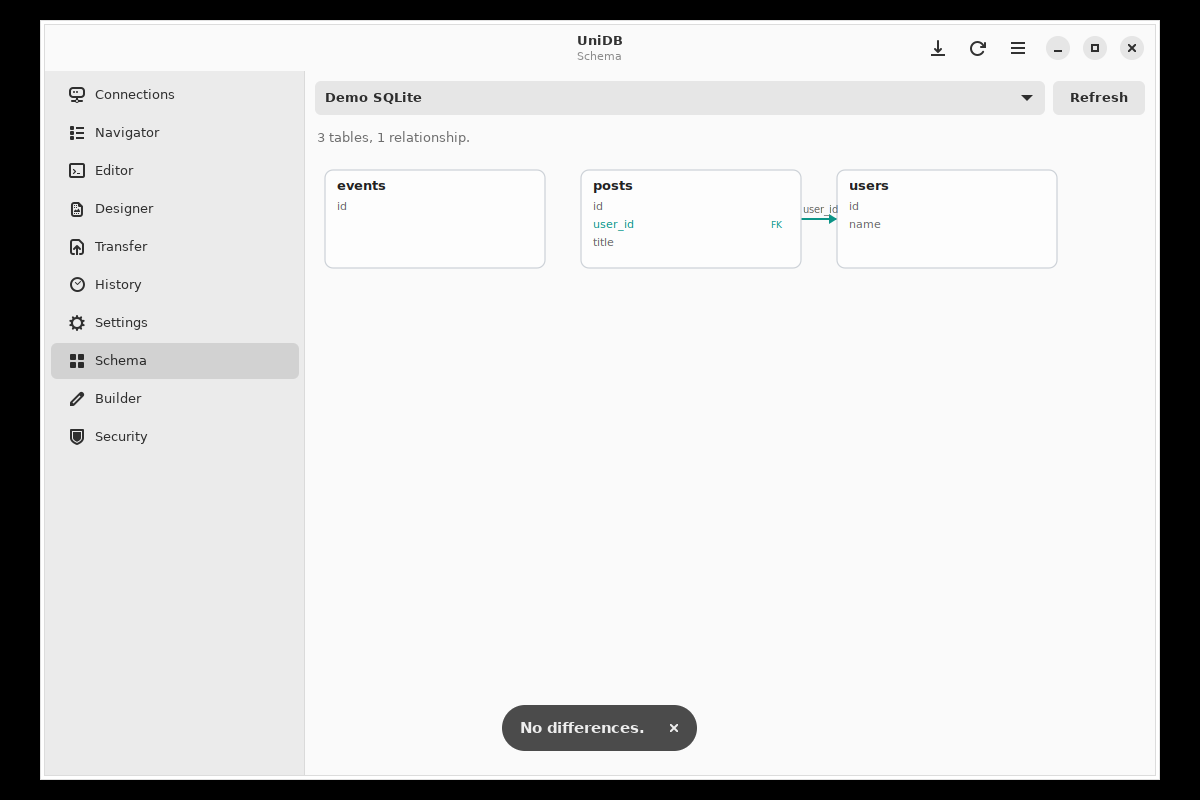 UniDB
Schema
Connections
Navigator
Editor
Designer
Transfer
History
Settings
Schema
Builder
Security
Demo SQLite
Refresh
3 tables, 1 relationship.
events
id
posts
id
user_id FK
title
user_id
users
id
name
No differences.